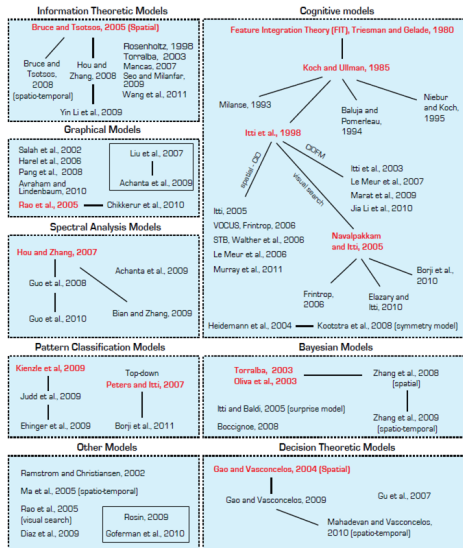 Information Theoretic Models
Bruce and Tsotsos, 2005 (Spatial)
Bruce and
Tsotsos,
2008
[spatio-temporal]
Hou and
Zhang, 2008
Rosenholtz, 1998
Torralba, 2003
Mancas, 2007
Seo and Milanfar,
2009
Wang et al., 2011
Yin Li et al., 2009
Graphical Models
Salah et al., 2002
Harel et al., 2006
Pang et al., 2008
Avraham and
Lindenbaum, 2010
Rao et al., 2005
Chikkerur et al., 2010
Liu et al., 2007
Achanta et al., 2009
Spectral Analysis Models
Hou and Zhang, 2007
Guo et al., 2008
Guo et al., 2010
Achanta et al., 2009
Bian and Zhang, 2009
Pattern Classification Models
Kienzle et al, 2009
Judd et al., 2009
Ehinger et al., 2009
Top-down
Peters and Itti, 2007
Borji et al., 2011
Other Models
Ramstrom and Christiansen, 2002
Ma et al., 2005 [spatio-temporal]
Rao et al., 2005
[visual search]
Diaz et al., 2009
Rosin, 2009
Goferman et al., 2010
Cognitive models
Feature Integration Theory (FIT), Triesman and Gelade, 1980
Koch and Ullman, 1985
Milanse, 1993
Itti et al., 1998
Baluja and
Pomerleau,
1994
Niebur
and Koch,
1995
spatial - CIO
visual search
CIOFM
Itti, 2005
VOCUS, Frintrop, 2006
STB, Walther et al., 2006
Le Meur et al., 2006
Murray et al., 2011
Itti et al., 2003
Le Meur et al., 2007
Marat et al., 2009
Jia Li et al., 2010
Navalpakkam
and Itti, 2005
Frintrop,
2006
Elazary and
Itti, 2010
Borji et al.,
2010
Heidemann et al., 2004
Kootstra et al., 2008 (symmetry model)
Bayesian Models
Torralba, 2003
Oliva et al., 2003
Zhang et al., 2008
(spatial)
Itti and Baldi, 2005 [surprise model]
Boccignone, 2008
Zhang et al., 2009
[spatio-temporal]
Decision Theoretic Models
Gao and Vasconcelos, 2004 (Spatial)
Gao and Vasconcelos, 2009
Gu et al., 2007
Mahadevan and Vasconcelos,
2010 (spatio-temporal)